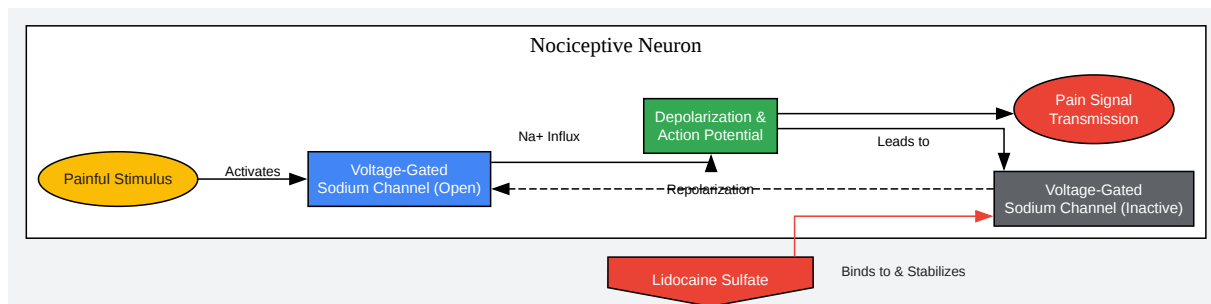 Nociceptive Neuron
Painful Stimulus
Activates
Voltage-Gated
Sodium Channel (Open)
Na+ Influx
Depolarization &
Action Potential
Pain Signal
Transmission
Leads to
Repolarization
Voltage-Gated
Sodium Channel (Inactive)
Lidocaine Sulfate
Binds to & Stabilizes